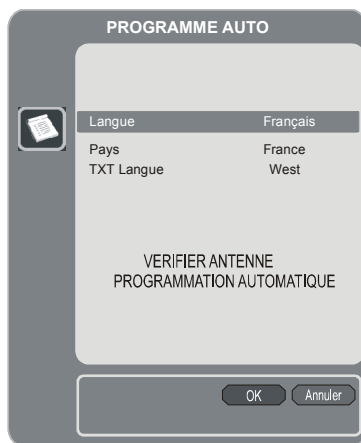 PROGRAMME AUTO
Langue Français
Pays France
TXT Langue West
VERIFIER ANTENNE
PROGRAMMATION AUTOMATIQUE
OK Annuler